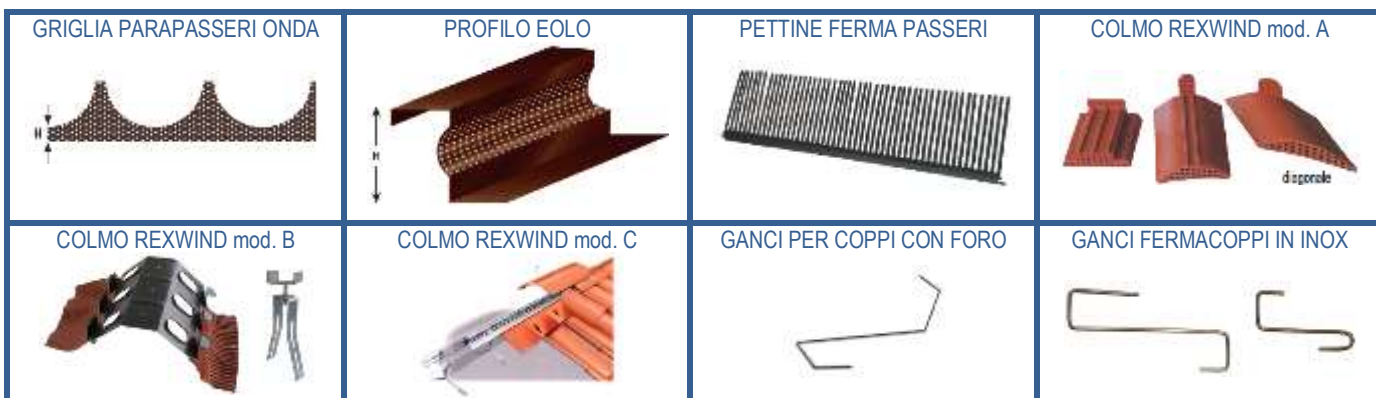 GRIGLIA PARAPASSERI ONDA
PROFILO EOLO
PETTINE FERMA PASSERI
COLMO REXWIND mod. A
H
H
diagonale
COLMO REXWIND mod. B
COLMO REXWIND mod. C
GANCI PER COPPI CON FORO
GANCI FERMACOPPI IN INOX